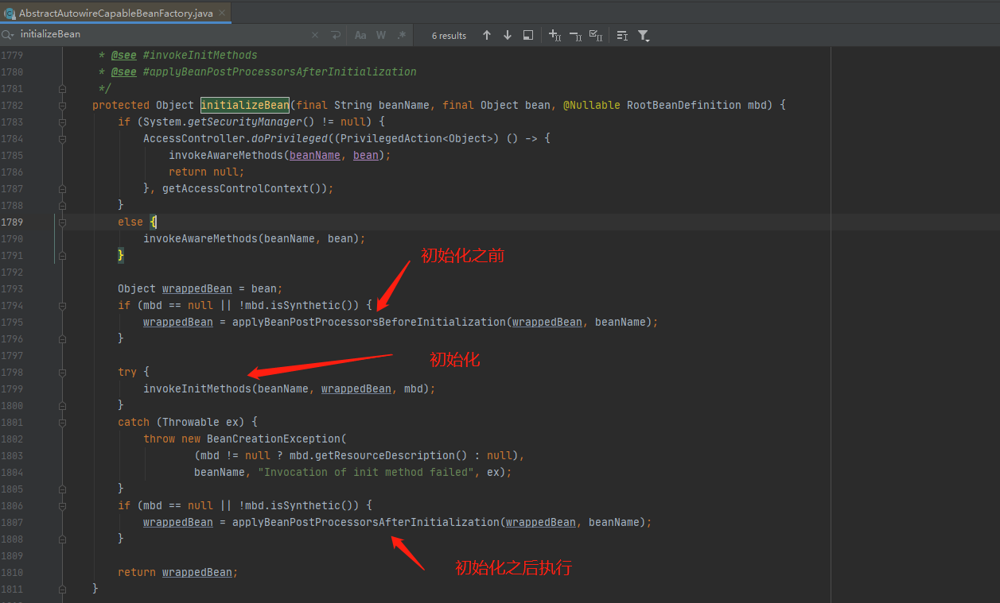 AbstractAutowireCapableBeanFactory.java
initializeBean
Aa W .* 6 results
1779 * @see #invokeInitMethods
1780 * @see #applyBeanPostProcessorsAfterInitialization
1781 */
1782 protected Object initializeBean(final String beanName, final Object bean, @Nullable RootBeanDefinition mbd) {
1783 if (System.getSecurityManager() != null) {
1784 AccessController.doPrivileged((PrivilegedAction<Object>) () -> {
1785 invokeAwareMethods(beanName, bean);
1786 return null;
1787 }, getAccessControlContext());
1788 }
1789 else {
1790 invokeAwareMethods(beanName, bean);
1791 }
初始化之前
1792
1793 Object wrappedBean = bean;
1794 if (mbd == null || !mbd.isSynthetic()) {
1795 wrappedBean = applyBeanPostProcessorsBeforeInitialization(wrappedBean, beanName);
1796 }
1797
初始化
1798 try {
1799 invokeInitMethods(beanName, wrappedBean, mbd);
1800 }
1801 catch (Throwable ex) {
1802 throw new BeanCreationException(
1803 (mbd != null ? mbd.getResourceDescription() : null),
1804 beanName, "Invocation of init method failed", ex);
1805 }
1806 if (mbd == null || !mbd.isSynthetic()) {
1807 wrappedBean = applyBeanPostProcessorsAfterInitialization(wrappedBean, beanName);
1808 }
1809
初始化之后执行
1810 return wrappedBean;
1811 }